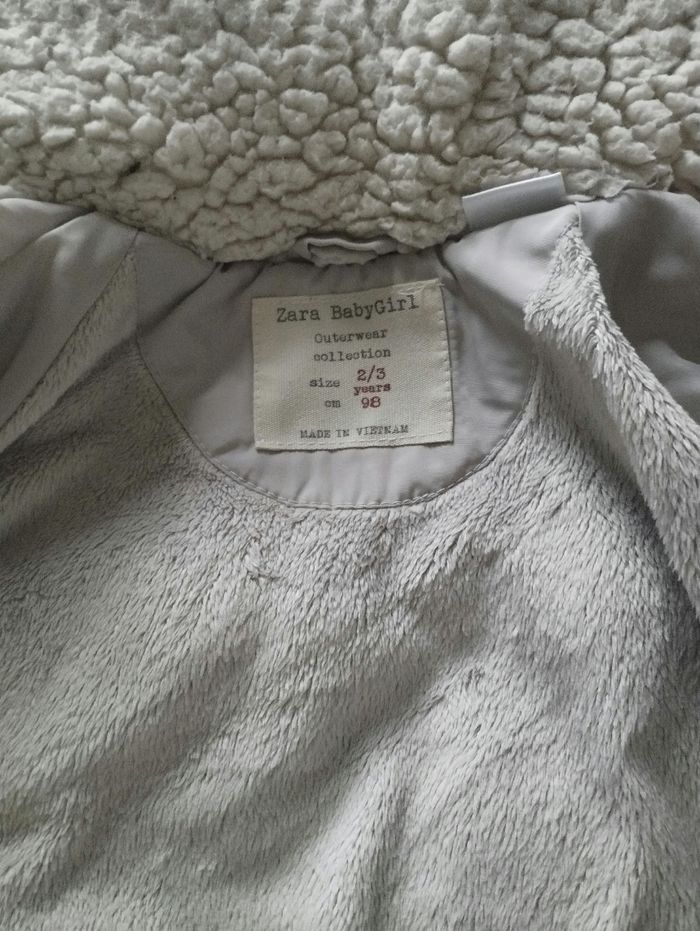 Zara BabyGirl
Outerwear
collection
size 2/3
years
cm 98
MADE IN VIETNAM